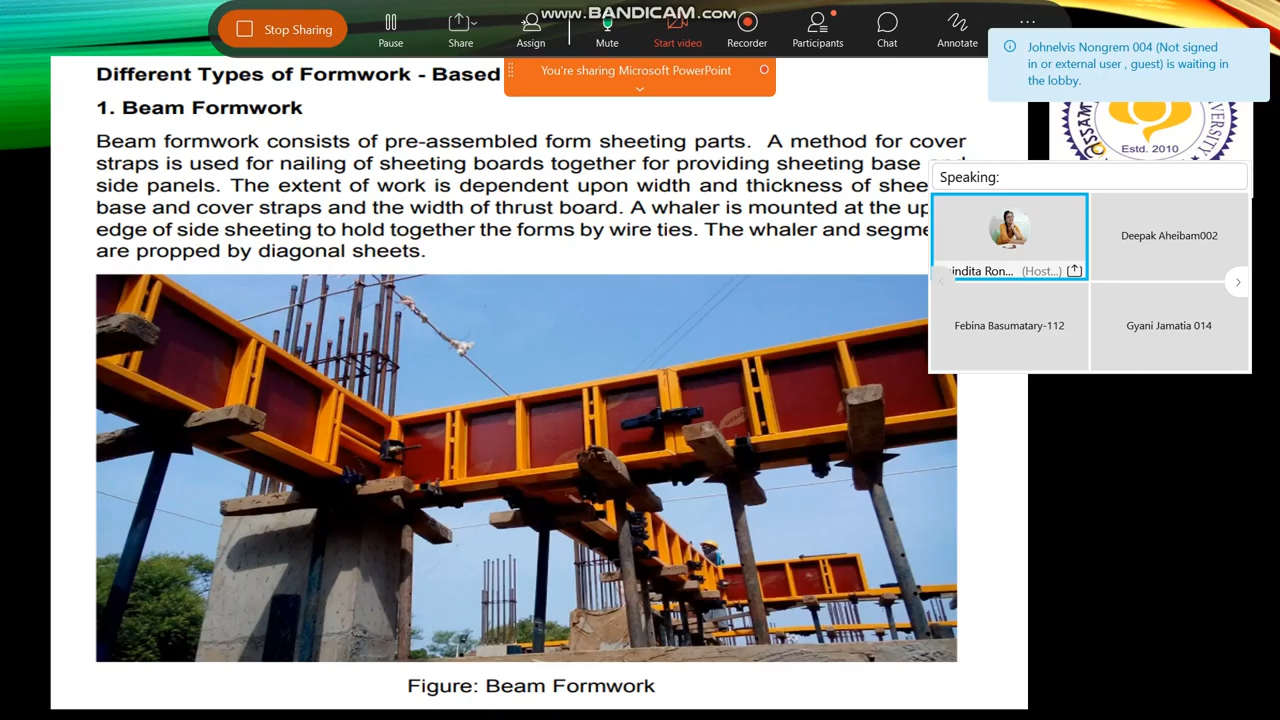 www.BANDICAM.com
Stop Sharing
Pause
Share
Assign
Mute
Start video
Recorder
Participants
Chat
Annotate
You're sharing Microsoft PowerPoint
Johnelvis Nongrem 004 (Not signed
in or external user , guest) is waiting in
the lobby.
Different Types of Formwork - Based
1. Beam Formwork
Beam formwork consists of pre-assembled form sheeting parts. A method for cover
straps is used for nailing of sheeting boards together for providing sheeting base
side panels. The extent of work is dependent upon width and thickness of
base and cover straps and the width of thrust board. A whaler is mounted at the
edge of side sheeting to hold together the forms by wire ties. The whaler and
are propped by diagonal sheets.
Estd. 2010
Speaking:
(Host...)
Deepak Aheibam002
Febina Basumatary-112
Gyani Jamatia 014
Figure: Beam Formwork